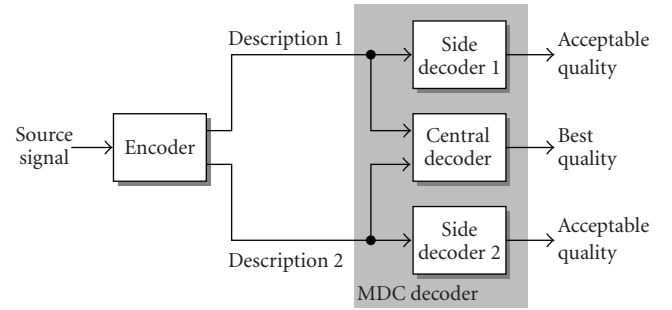 Description 1
Side
decoder 1
Acceptable
quality
Source
signal
Encoder
Central
decoder
Best
quality
Description 2
Side
decoder 2
Acceptable
quality
MDC decoder